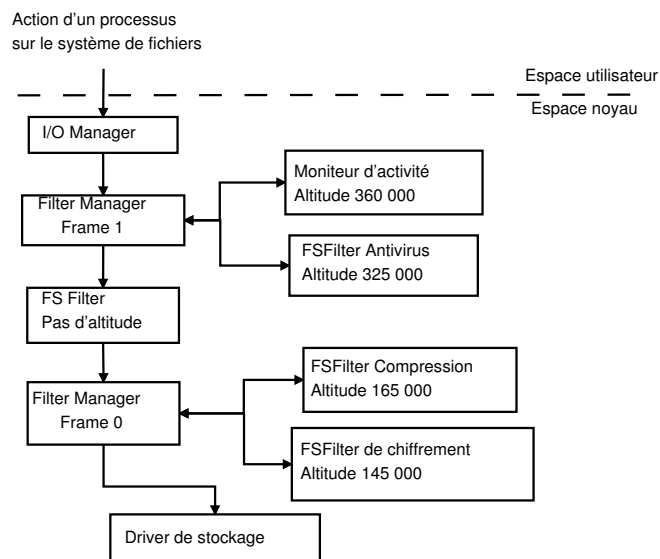 Action d'un processus
sur le système de fichiers
Espace utilisateur
Espace noyau
I/O Manager
Filter Manager
Frame 1
Moniteur d'activité
Altitude 360 000
FSFilter Antivirus
Altitude 325 000
FS Filter
Pas d'altitude
Filter Manager
Frame 0
FSFilter Compression
Altitude 165 000
FSFilter de chiffrement
Altitude 145 000
Driver de stockage